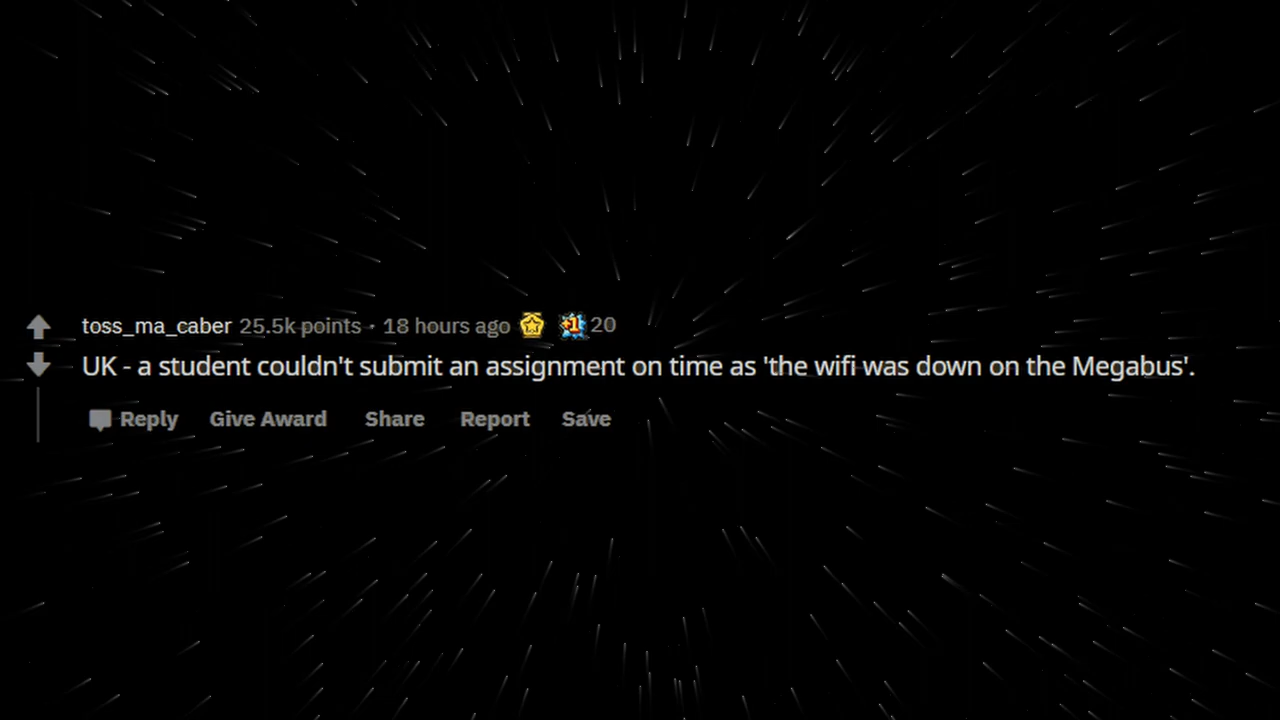 toss_ma_caber 25.5k points · 18 hours ago 20
UK - a student couldn't submit an assignment on time as 'the wifi was down on the Megabus'.
Reply Give Award Share Report Save